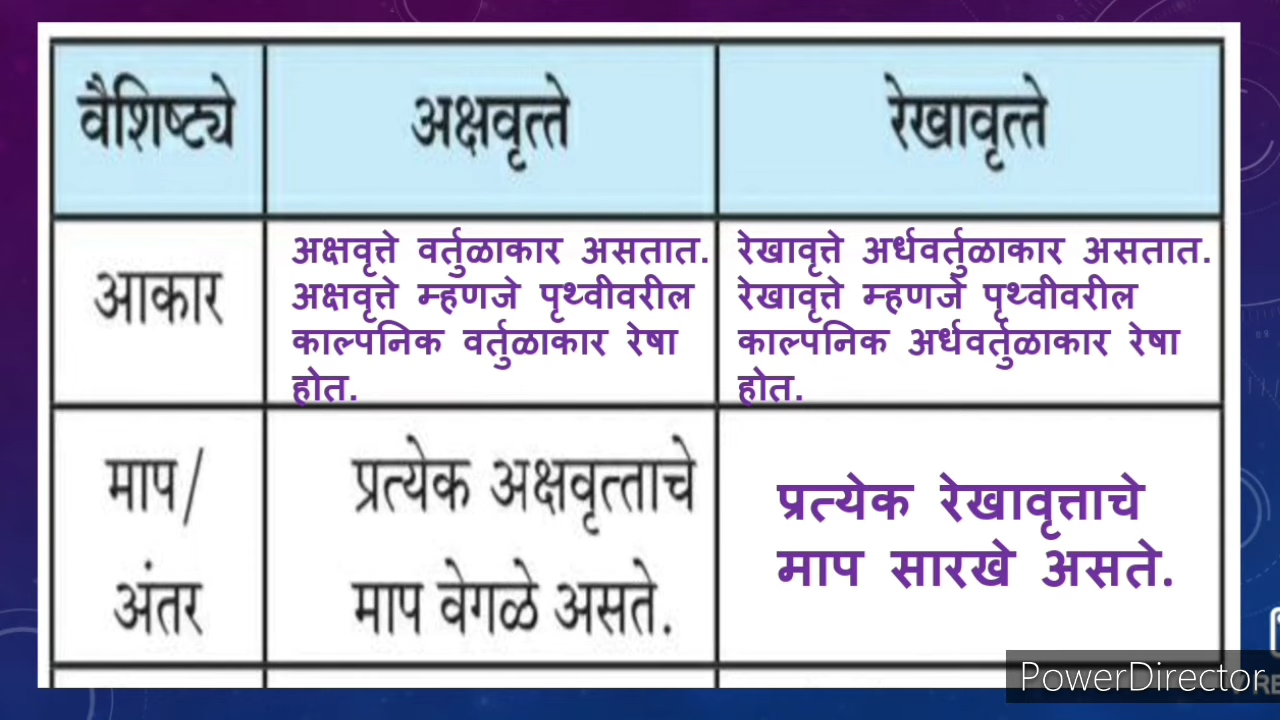 वैशिष्ट्ये अक्षवृत्ते रेखावृत्ते
आकार
अक्षवृत्ते वर्तुळाकार असतात.
अक्षवृत्ते म्हणजे पृथ्वीवरील
काल्पनिक वर्तुळाकार रेषा
होत.
रेखावृत्ते अर्धवर्तुळाकार असतात.
रेखावृत्ते म्हणजे पृथ्वीवरील
काल्पनिक अर्धवर्तुळाकार रेषा
होत.
माप/
अंतर
प्रत्येक अक्षवृत्ताचे
माप वेगळे असते.
प्रत्येक रेखावृत्ताचे
माप सारखे असते.
PowerDirector